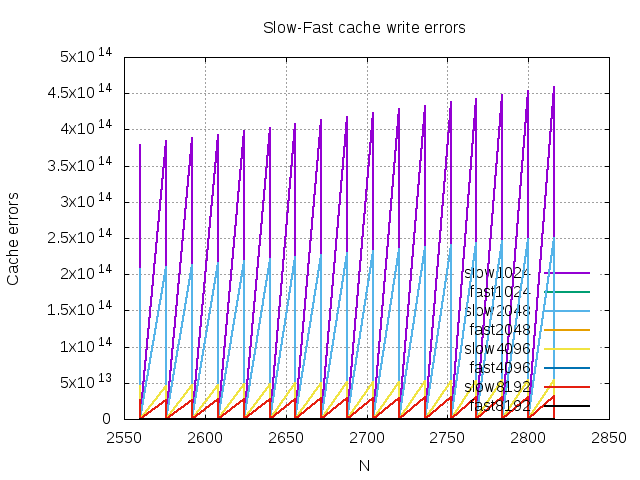 Slow-Fast cache write errors
5x10^14
4.5x10^14
4x10^14
3.5x10^14
3x10^14
2.5x10^14
2x10^14
1.5x10^14
1x10^14
5x10^13
0
Cache errors
slow1024
fast1024
slow2048
fast2048
slow4096
fast4096
slow8192
fast8192
2550 2600 2650 2700 2750 2800 2850
N